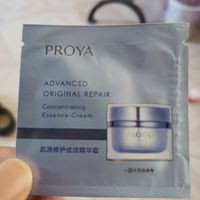 PROYA
ADVANCED
ORIGINAL REPAIR
Concentrating
Essence Cream
PROYA
肌源修护优效精华霜